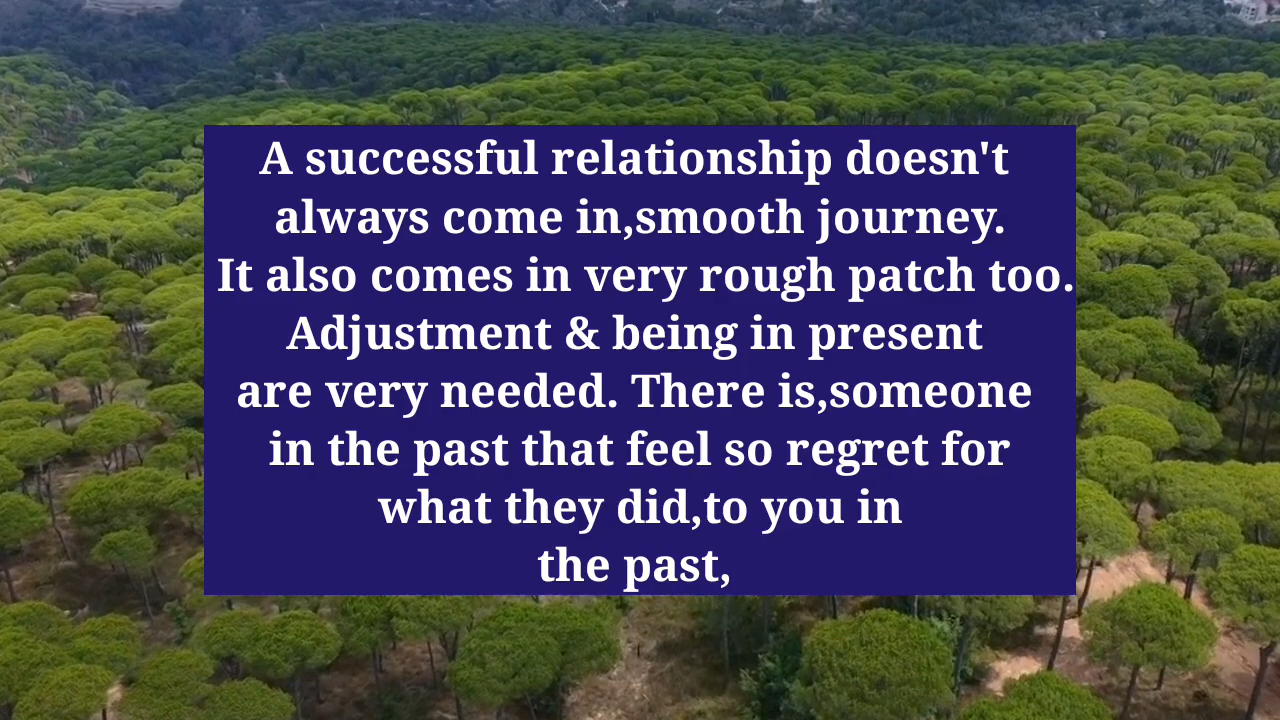 A successful relationship doesn't
always come in,smooth journey.
It also comes in very rough patch too.
Adjustment & being in present
are very needed. There is,someone
in the past that feel so regret for
what they did,to you in
the past,